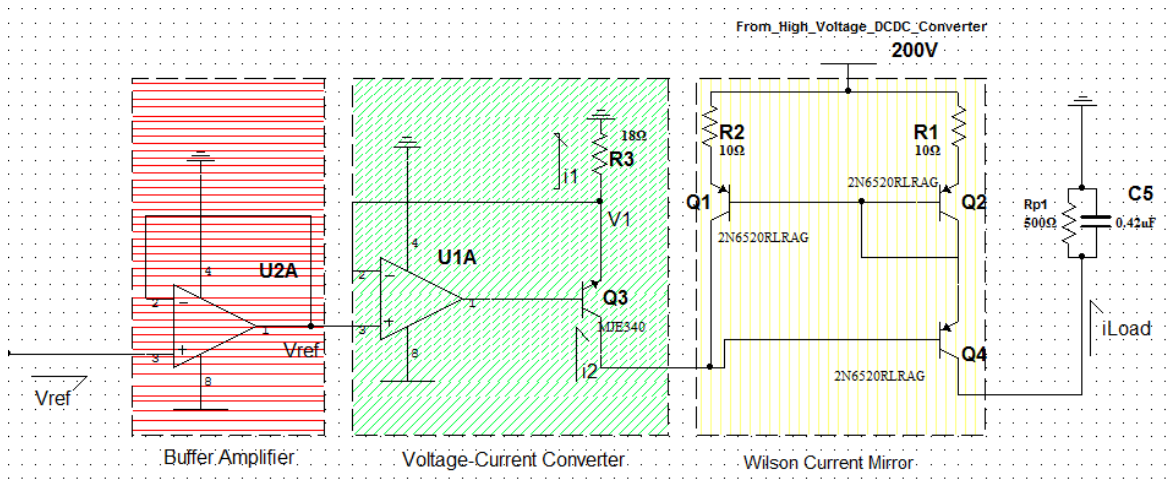 From_High_Voltage_DCDC_Converter
200V
18Ω
R3
i1
V1
R2
10Ω
R1
10Ω
2N6520RLRAG
Q1
Q2
2N6520RLRAG
Rp1
500Ω
C5
0.42uF
4
U2A
2
1
3
8
Vref
Vref
4
U1A
2
1
3
8
Q3
MJE340
i2
Q4
2N6520RLRAG
iLoad
Buffer Amplifier
Voltage-Current Converter
Wilson Current Mirror